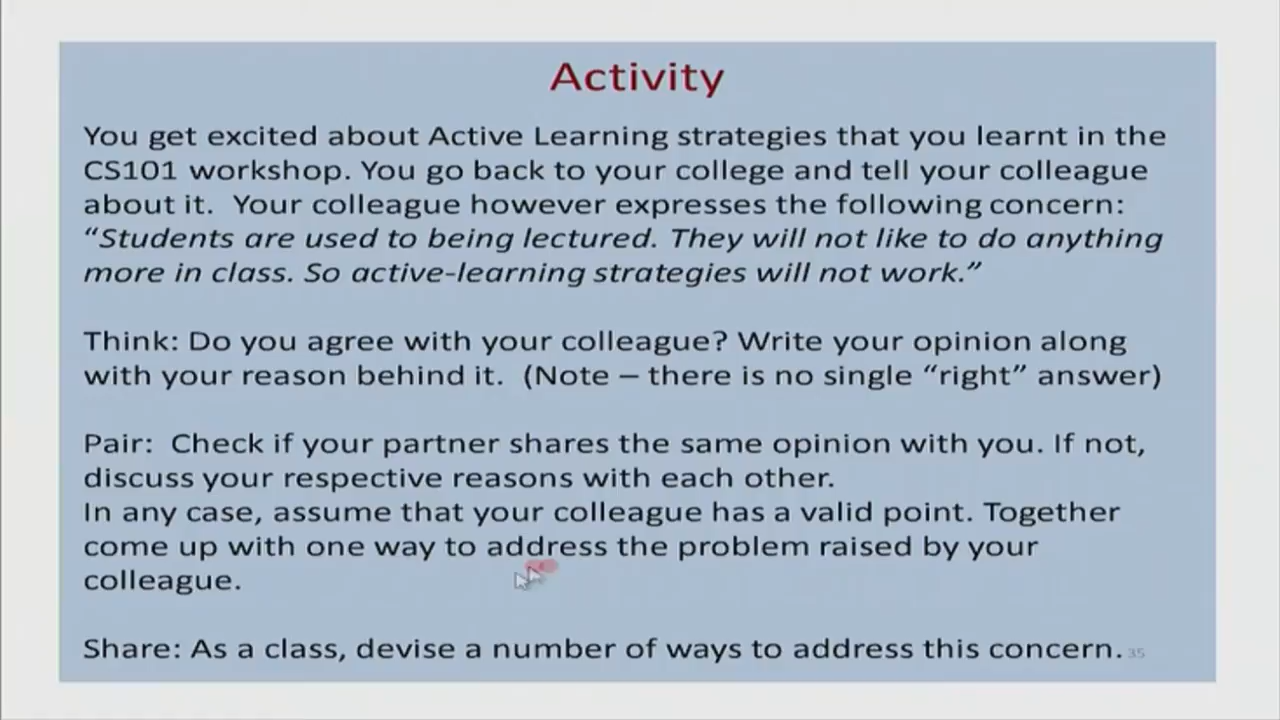 Activity
You get excited about Active Learning strategies that you learnt in the
CS101 workshop. You go back to your college and tell your colleague
about it.  Your colleague however expresses the following concern:
“Students are used to being lectured. They will not like to do anything
more in class. So active-learning strategies will not work.”
Think: Do you agree with your colleague? Write your opinion along
with your reason behind it.  (Note – there is no single “right” answer)
Pair:  Check if your partner shares the same opinion with you. If not,
discuss your respective reasons with each other.
In any case, assume that your colleague has a valid point. Together
come up with one way to address the problem raised by your
colleague.
Share: As a class, devise a number of ways to address this concern.
35